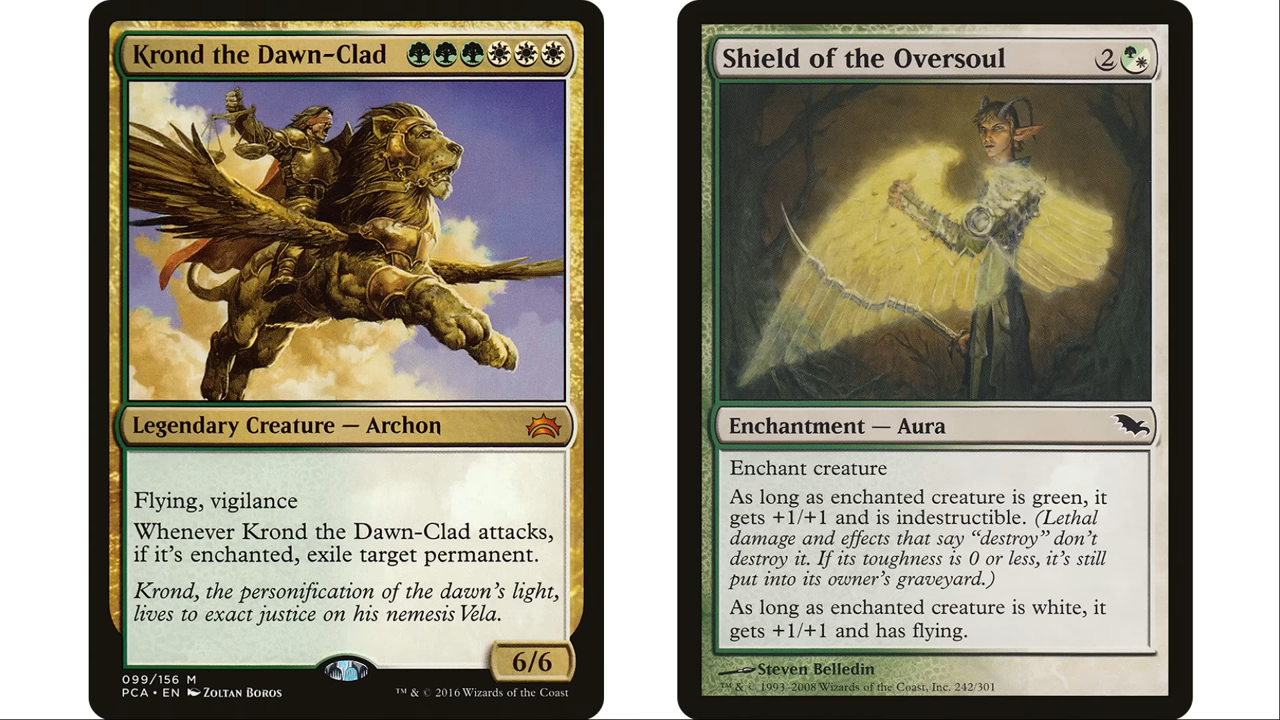 Krond the Dawn-Clad
Legendary Creature — Archon
Flying, vigilance
Whenever Krond the Dawn-Clad attacks,
if it's enchanted, exile target permanent.
Krond, the personification of the dawn's light,
lives to exact justice on his nemesis Vela.
6/6
099/156 M
PCA • EN Zoltan Boros
™ & © 2016 Wizards of the Coast
Shield of the Oversoul 2
Enchantment — Aura
Enchant creature
As long as enchanted creature is green, it
gets +1/+1 and is indestructible. (Lethal
damage and effects that say "destroy" don't
destroy it. If its toughness is 0 or less, it's still
put into its owner's graveyard.)
As long as enchanted creature is white, it
gets +1/+1 and has flying.
Steven Belledin
™ & © 1993–2008 Wizards of the Coast, Inc. 242/301